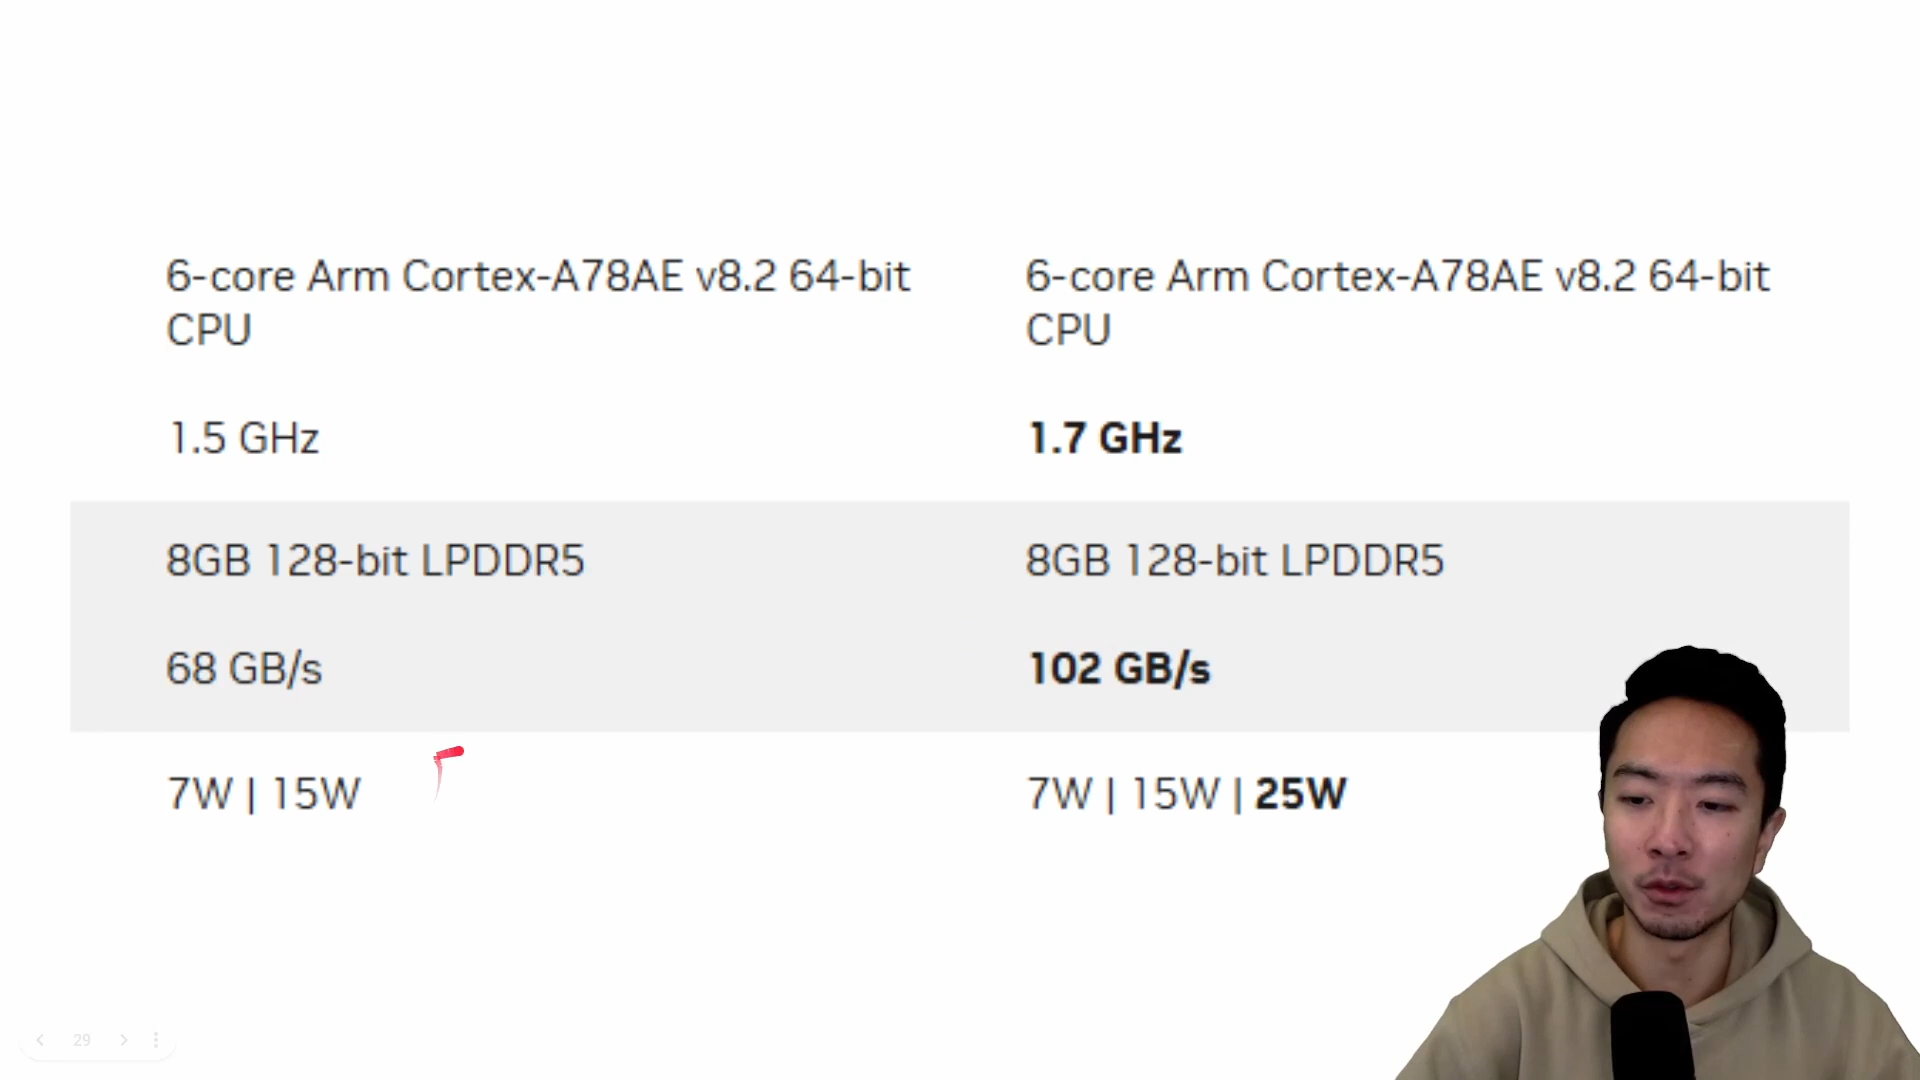 6-core Arm Cortex-A78AE v8.2 64-bit
CPU
6-core Arm Cortex-A78AE v8.2 64-bit
CPU
1.5 GHz
1.7 GHz
8GB 128-bit LPDDR5
8GB 128-bit LPDDR5
68 GB/s
102 GB/s
7W | 15W
7W | 15W | 25W
29